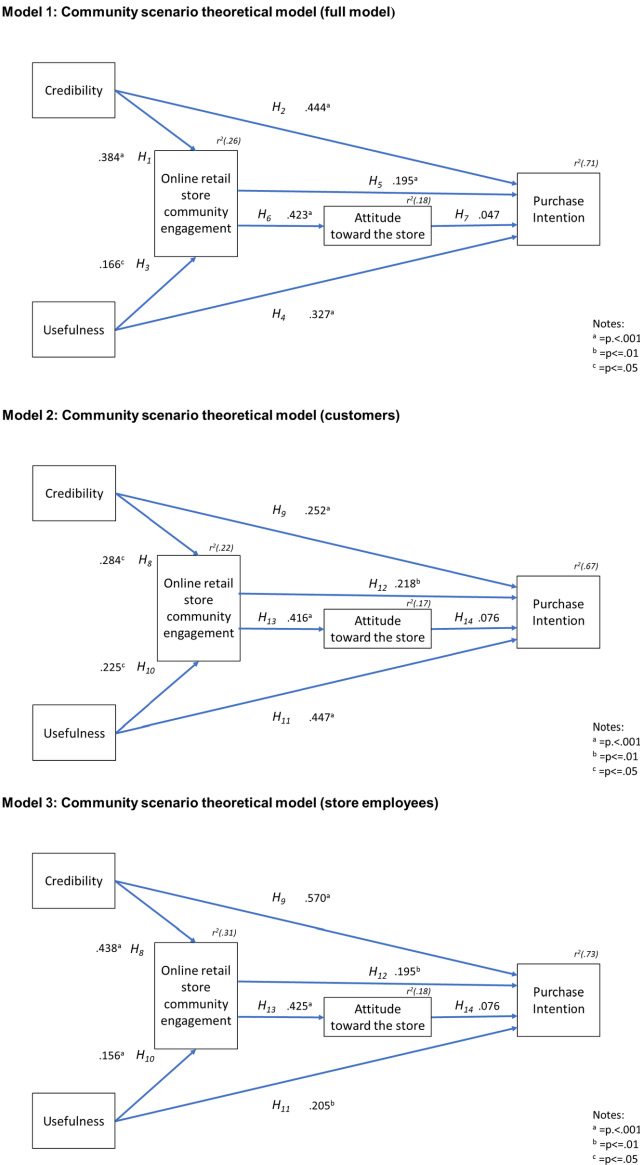 Model 1: Community scenario theoretical model (full model)
Credibility
H2 .444ᵃ
r²(.26)
.384ᵃ H1
r²(.71)
Online retail
store
community
engagement
H5 .195ᵃ
r²(.18)
H6 .423ᵃ
Attitude
toward the store
H7 .047
Purchase
Intention
.166ᶜ H3
Usefulness
H4 .327ᵃ
Notes:
ᵃ =p.<.001
ᵇ =p<=.01
ᶜ =p<=.05
Model 2: Community scenario theoretical model (customers)
Credibility
H9 .252ᵃ
r²(.22)
.284ᶜ H8
r²(.67)
Online retail
store
community
engagement
H12 .218ᵇ
r²(.17)
H13 .416ᵃ
Attitude
toward the store
H14 .076
Purchase
Intention
.225ᶜ H10
Usefulness
H11 .447ᵃ
Notes:
ᵃ =p.<.001
ᵇ =p<=.01
ᶜ =p<=.05
Model 3: Community scenario theoretical model (store employees)
Credibility
H9 .570ᵃ
r²(.31)
.438ᵃ H8
r²(.73)
Online retail
store
community
engagement
H12 .195ᵇ
r²(.18)
H13 .425ᵃ
Attitude
toward the store
H14 .076
Purchase
Intention
.156ᵃ H10
Usefulness
H11 .205ᵇ
Notes:
ᵃ =p.<.001
ᵇ =p<=.01
ᶜ =p<=.05